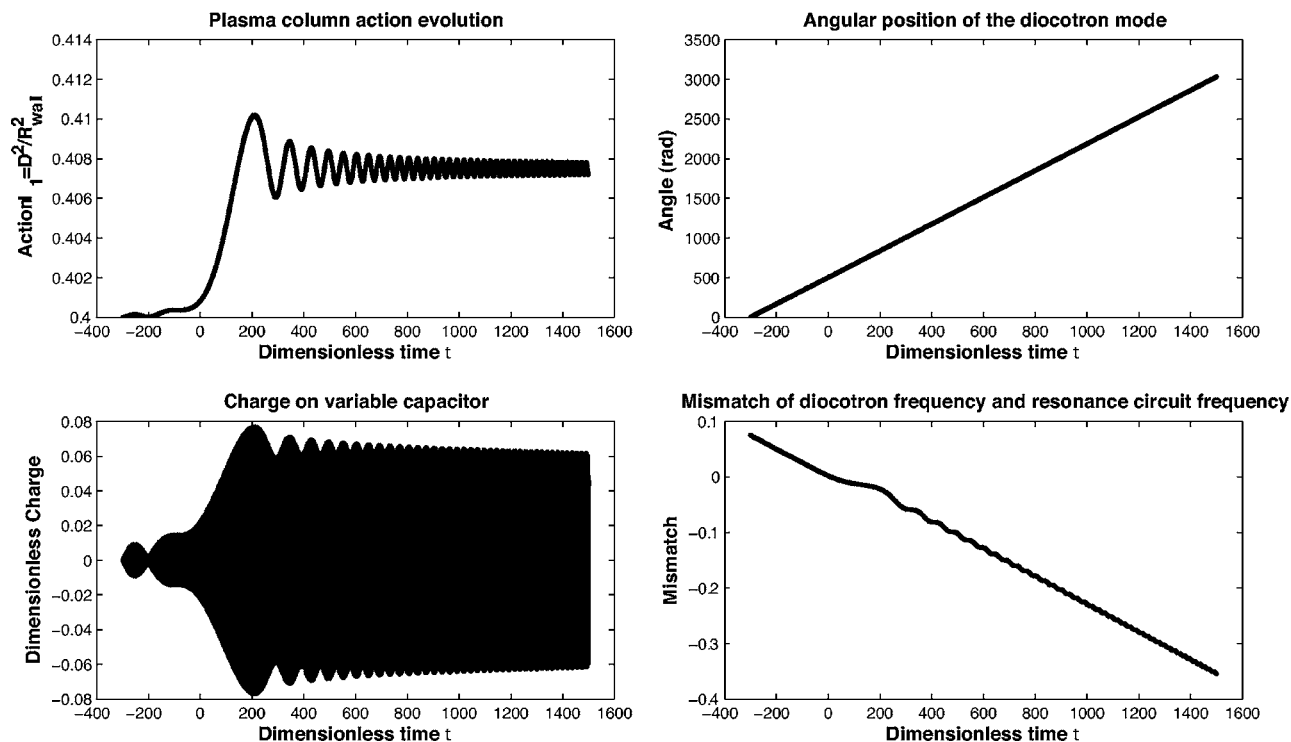 Plasma column action evolution
0.414
0.412
0.41
0.408
0.406
0.404
0.402
0.4
Action I_1=D^2/R^2_wall
−400 −200 0 200 400 600 800 1000 1200 1400 1600
Dimensionless time t
Angular position of the diocotron mode
3500
3000
2500
2000
1500
1000
500
0
Angle (rad)
−400 −200 0 200 400 600 800 1000 1200 1400 1600
Dimensionless time t
Charge on variable capacitor
0.08
0.06
0.04
0.02
0
−0.02
−0.04
−0.06
−0.08
Dimensionless Charge
−400 −200 0 200 400 600 800 1000 1200 1400 1600
Dimensionless time t
Mismatch of diocotron frequency and resonance circuit frequency
0.1
0
−0.1
−0.2
−0.3
−0.4
Mismatch
−400 −200 0 200 400 600 800 1000 1200 1400 1600
Dimensionless time t